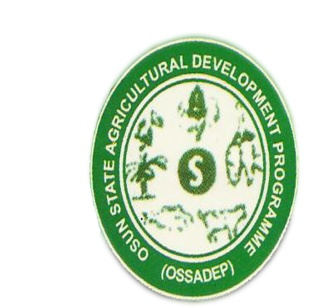 OSUN STATE AGRICULTURAL DEVELOPMENT PROGRAMME
(OSSADEP)
S